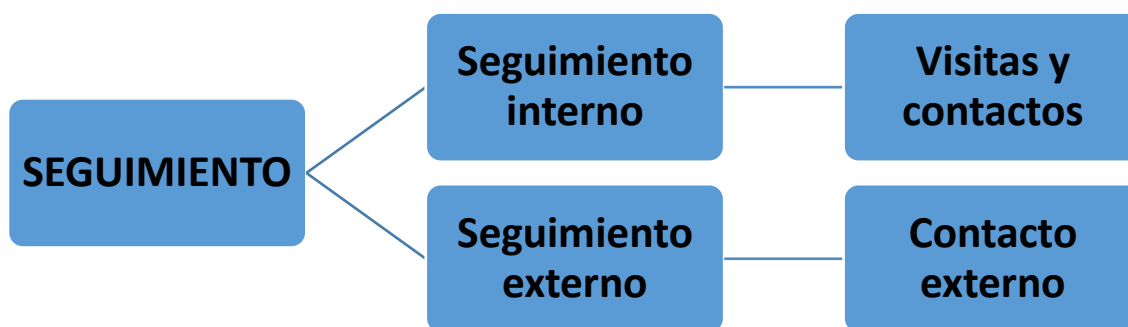 SEGUIMIENTO
Seguimiento
interno
Visitas y
contactos
Seguimiento
externo
Contacto
externo